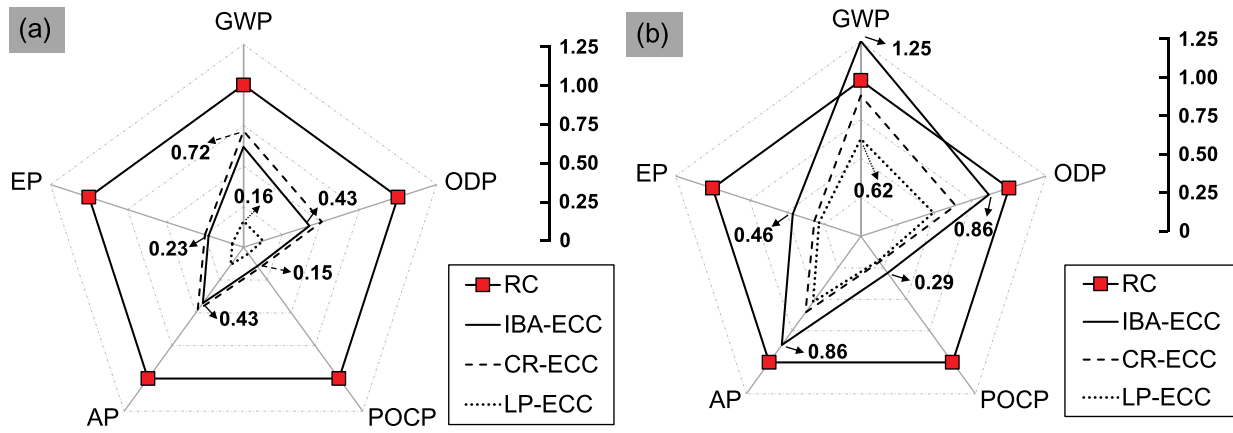 (a)
GWP
ODP
POCP
AP
EP
0.72
0.16
0.43
0.23
0.15
0.43
1.25
1.00
0.75
0.50
0.25
0
RC
IBA-ECC
CR-ECC
LP-ECC
(b)
GWP
ODP
POCP
AP
EP
1.25
0.62
0.46
0.86
0.29
0.86
1.25
1.00
0.75
0.50
0.25
0
RC
IBA-ECC
CR-ECC
LP-ECC